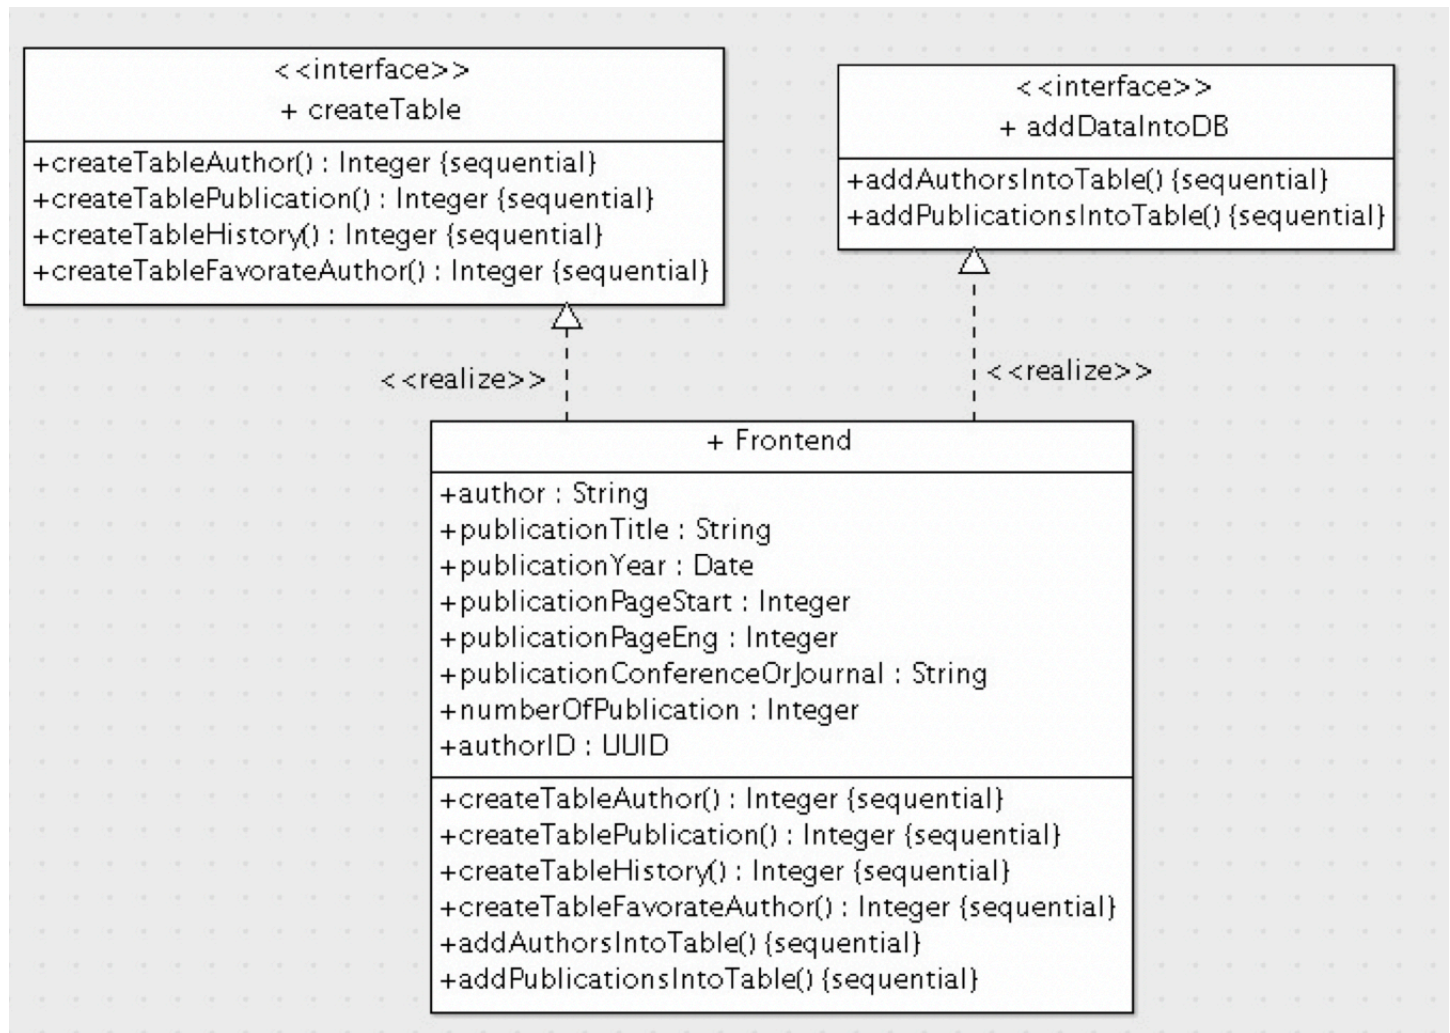 <<interface>>
+ createTable
+createTableAuthor() : Integer {sequential}
+createTablePublication() : Integer {sequential}
+createTableHistory() : Integer {sequential}
+createTableFavorateAuthor() : Integer {sequential}
<<interface>>
+ addDataIntoDB
+addAuthorsIntoTable() {sequential}
+addPublicationsIntoTable() {sequential}
<<realize>>
<<realize>>
+ Frontend
+author : String
+publicationTitle : String
+publicationYear : Date
+publicationPageStart : Integer
+publicationPageEng : Integer
+publicationConferenceOrJournal : String
+numberOfPublication : Integer
+authorID : UUID
+createTableAuthor() : Integer {sequential}
+createTablePublication() : Integer {sequential}
+createTableHistory() : Integer {sequential}
+createTableFavorateAuthor() : Integer {sequential}
+addAuthorsIntoTable() {sequential}
+addPublicationsIntoTable() {sequential}